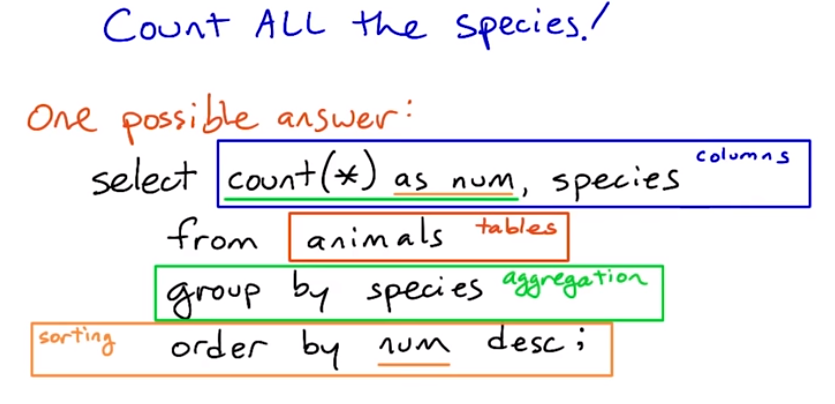 Count ALL the species!
One possible answer:
columns
select count(*) as num, species
from animals tables
group by species aggregation
sorting order by num desc;